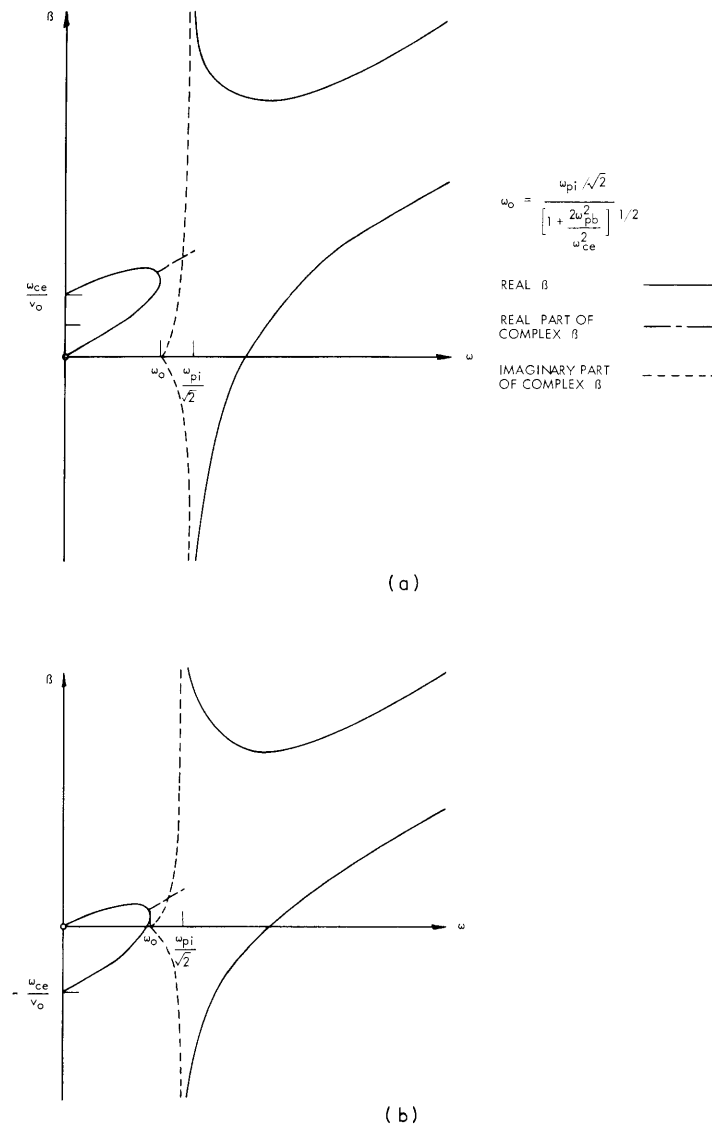 β
ω_ce
v_o
ω_o
ω_pi
√2
ω
ω_o = ω_pi /√2
[1 + 2ω²_pb
ω²_ce ] 1/2
REAL β
REAL PART OF
COMPLEX β
IMAGINARY PART
OF COMPLEX β
(a)
β
ω_o
ω_pi
√2
ω
- ω_ce
v_o
(b)